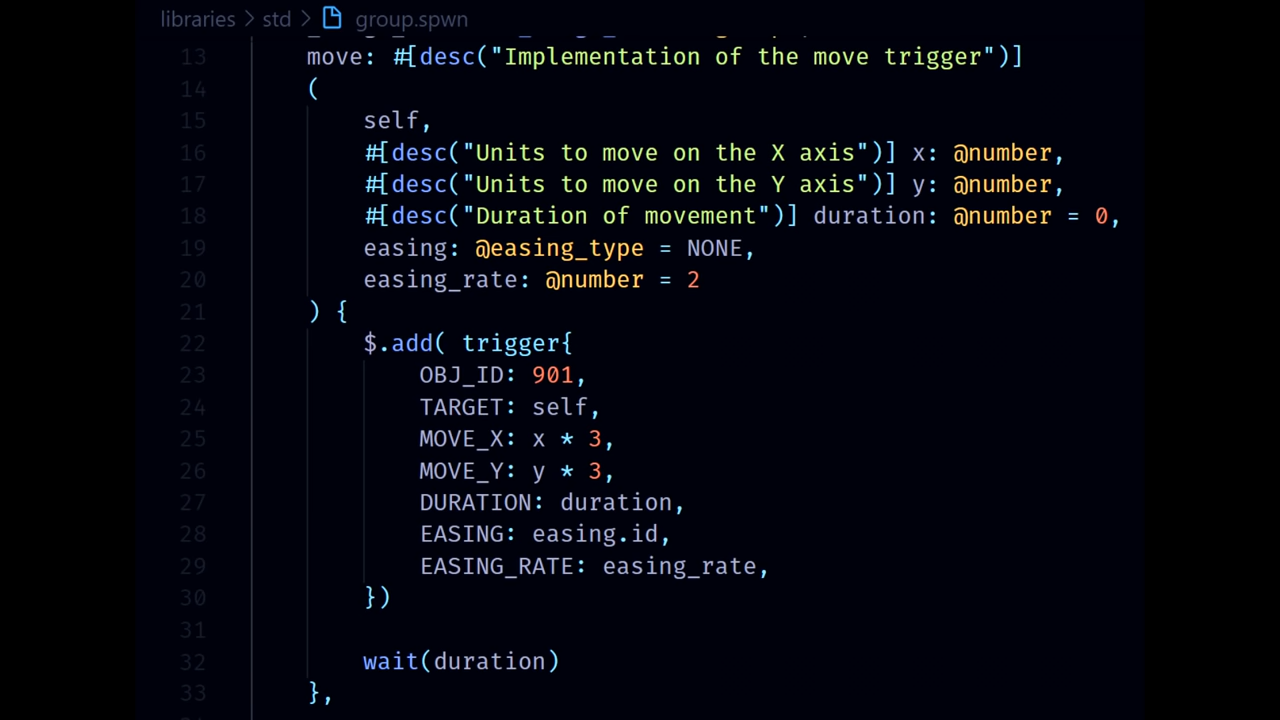 libraries > std > group.spwn
13 move: #[desc("Implementation of the move trigger")]
14 (
15 self,
16 #[desc("Units to move on the X axis")] x: @number,
17 #[desc("Units to move on the Y axis")] y: @number,
18 #[desc("Duration of movement")] duration: @number = 0,
19 easing: @easing_type = NONE,
20 easing_rate: @number = 2
21 ) {
22 $.add( trigger{
23 OBJ_ID: 901,
24 TARGET: self,
25 MOVE_X: x * 3,
26 MOVE_Y: y * 3,
27 DURATION: duration,
28 EASING: easing.id,
29 EASING_RATE: easing_rate,
30 })
31
32 wait(duration)
33 },